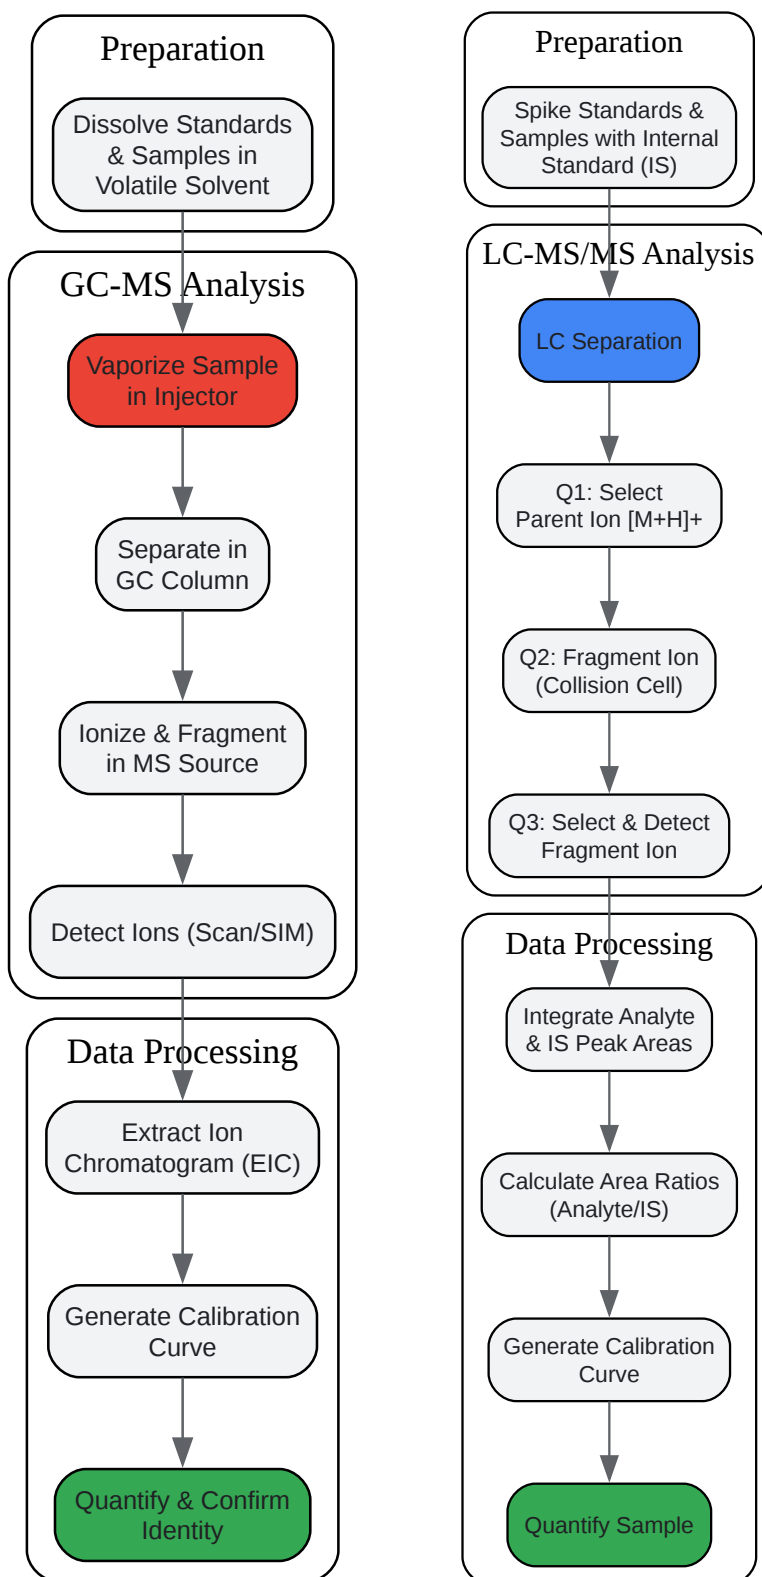 Preparation
Dissolve Standards
& Samples in
Volatile Solvent
GC-MS Analysis
Vaporize Sample
in Injector
Separate in
GC Column
Ionize & Fragment
in MS Source
Detect Ions (Scan/SIM)
Data Processing
Extract Ion
Chromatogram (EIC)
Generate Calibration
Curve
Quantify & Confirm
Identity
Preparation
Spike Standards &
Samples with Internal
Standard (IS)
LC-MS/MS Analysis
LC Separation
Q1: Select
Parent Ion [M+H]+
Q2: Fragment Ion
(Collision Cell)
Q3: Select & Detect
Fragment Ion
Data Processing
Integrate Analyte
& IS Peak Areas
Calculate Area Ratios
(Analyte/IS)
Generate Calibration
Curve
Quantify Sample